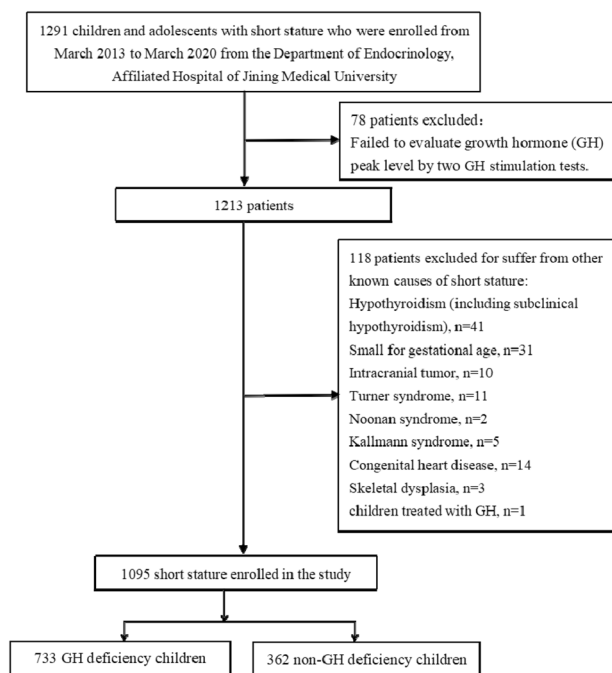 1291 children and adolescents with short stature who were enrolled from
March 2013 to March 2020 from the Department of Endocrinology,
Affiliated Hospital of Jining Medical University
78 patients excluded:
Failed to evaluate growth hormone (GH)
peak level by two GH stimulation tests.
1213 patients
118 patients excluded for suffer from other
known causes of short stature:
Hypothyroidism (including subclinical
hypothyroidism), n=41
Small for gestational age, n=31
Intracranial tumor, n=10
Turner syndrome, n=11
Noonan syndrome, n=2
Kallmann syndrome, n=5
Congenital heart disease, n=14
Skeletal dysplasia, n=3
children treated with GH, n=1
1095 short stature enrolled in the study
733 GH deficiency children
362 non-GH deficiency children